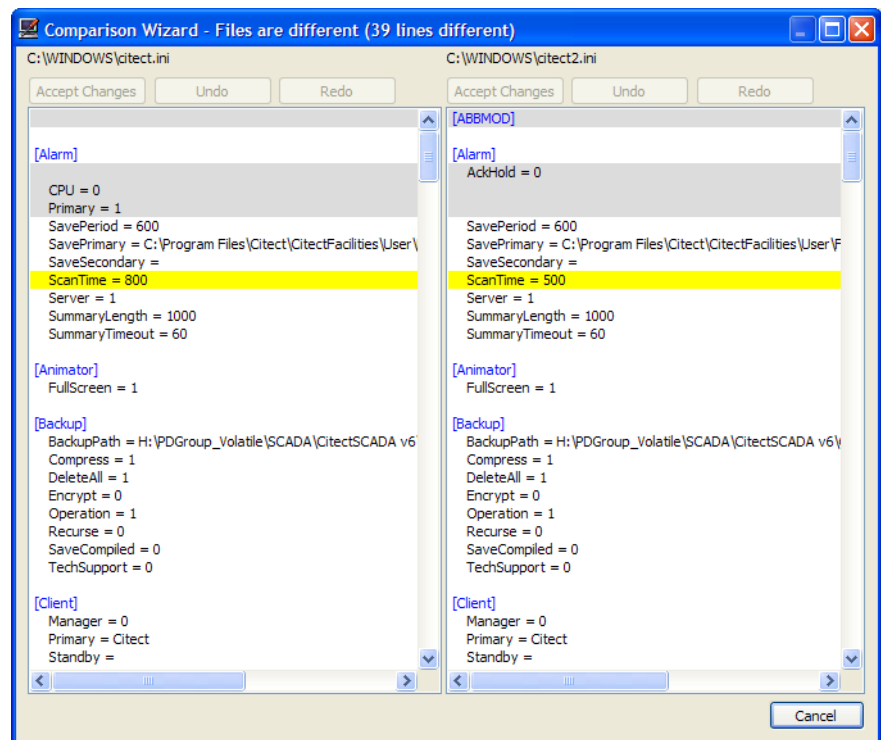 Comparison Wizard - Files are different (39 lines different)
C:\WINDOWS\citect.ini
Accept Changes Undo Redo
[Alarm]
CPU = 0
Primary = 1
SavePeriod = 600
SavePrimary = C:\Program Files\Citect\CitectFacilities\User\
SaveSecondary =
ScanTime = 800
Server = 1
SummaryLength = 1000
SummaryTimeout = 60
[Animator]
FullScreen = 1
[Backup]
BackupPath = H:\PDGroup_Volatile\SCADA\CitectSCADA v6
Compress = 1
DeleteAll = 1
Encrypt = 0
Operation = 1
Recurse = 0
SaveCompiled = 0
TechSupport = 0
[Client]
Manager = 0
Primary = Citect
Standby =
C:\WINDOWS\citect2.ini
Accept Changes Undo Redo
[ABBMOD]
[Alarm]
AckHold = 0
SavePeriod = 600
SavePrimary = C:\Program Files\Citect\CitectFacilities\User\F
SaveSecondary =
ScanTime = 500
Server = 1
SummaryLength = 1000
SummaryTimeout = 60
[Animator]
FullScreen = 1
[Backup]
BackupPath = H:\PDGroup_Volatile\SCADA\CitectSCADA v6\
Compress = 1
DeleteAll = 1
Encrypt = 0
Operation = 1
Recurse = 0
SaveCompiled = 0
TechSupport = 0
[Client]
Manager = 0
Primary = Citect
Standby =
Cancel